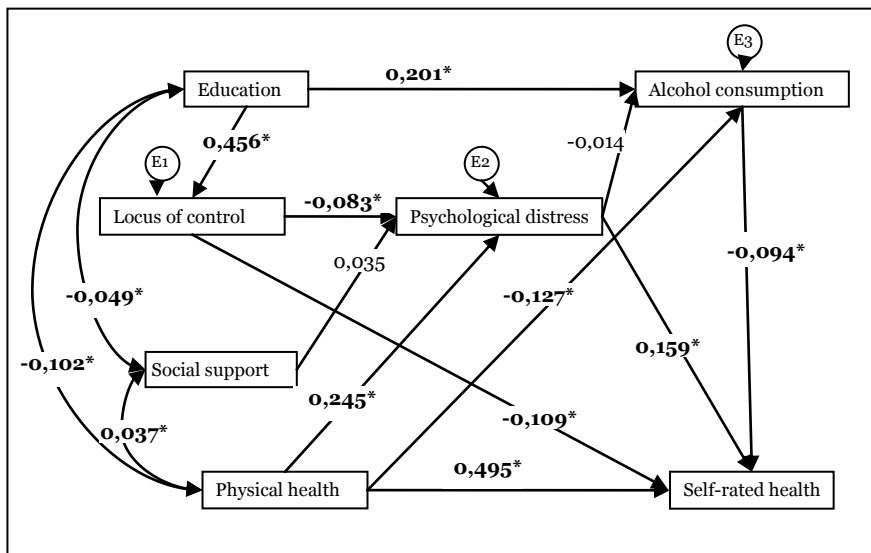 E3
Education
0,201*
Alcohol consumption
0,456*
-0,014
E1
E2
Locus of control
-0,083*
Psychological distress
0,035
-0,094*
-0,049*
-0,127*
-0,102*
Social support
0,159*
0,245*
-0,109*
0,037*
0,495*
Physical health
Self-rated health